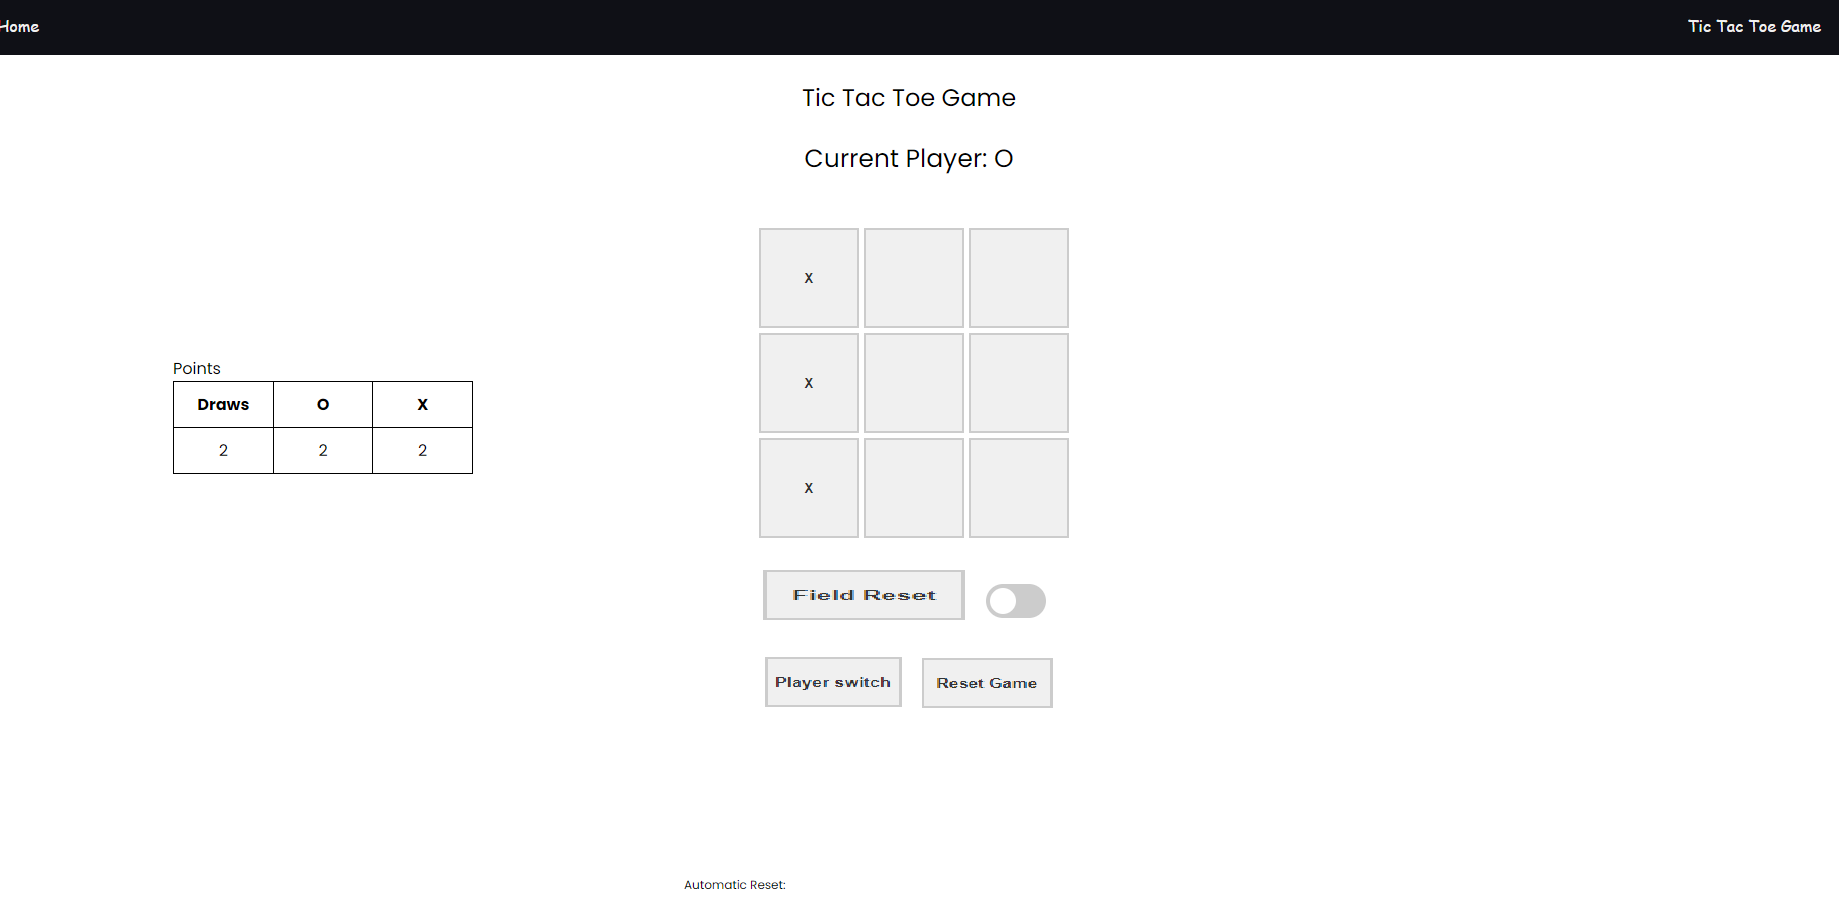 Home
Tic Tac Toe Game
Tic Tac Toe Game
Current Player: O
X
X
X
Points
Draws O X
2 2 2
Field Reset
Player switch
Reset Game
Automatic Reset: